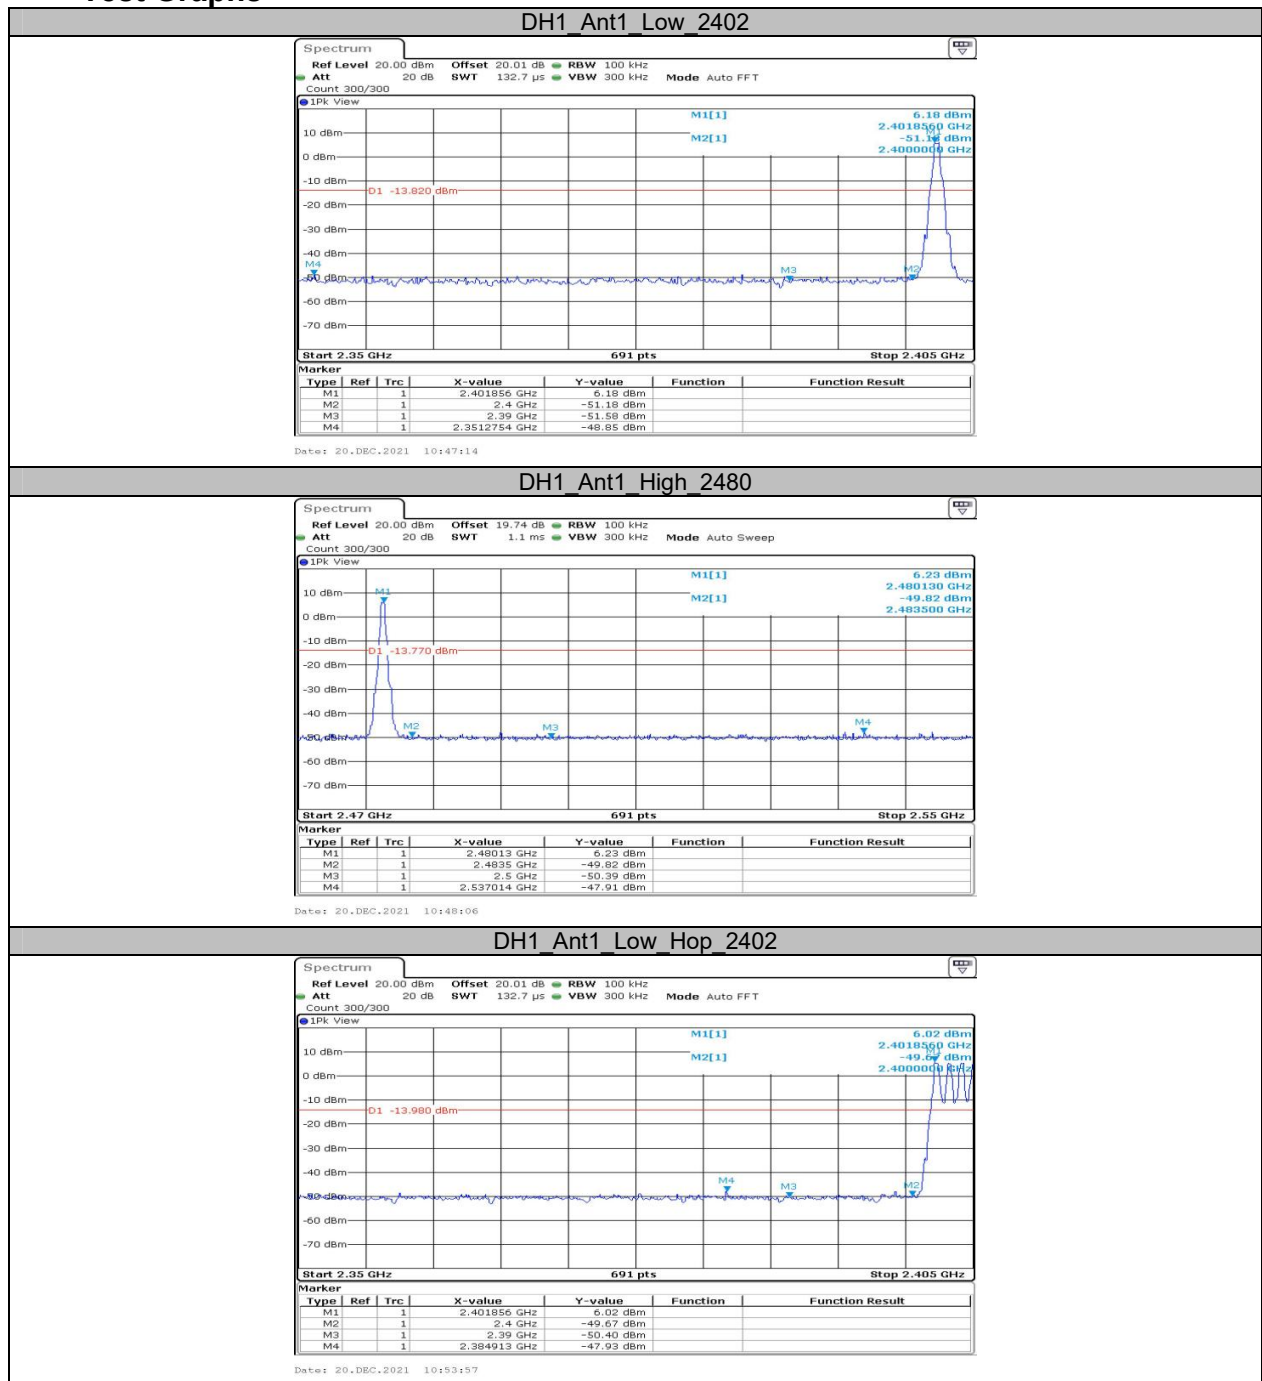 Test Graphs
DH1_Ant1_Low_2402
Spectrum
Ref Level 20.00 dBm Offset 20.01 dB RBW 100 kHz
Att 20 dB SWT 132.7 µs VBW 300 kHz Mode Auto FFT
Count 300/300
1Pk View
M1[1] 6.18 dBm
2.4018560 GHz
M2[1] -51.18 dBm
2.4000000 GHz
M1
10 dBm
0 dBm
-10 dBm
D1 -13.820 dBm
-20 dBm
-30 dBm
-40 dBm
M4
M3
M2
-50 dBm
-60 dBm
-70 dBm
Start 2.35 GHz 691 pts Stop 2.405 GHz
Marker
Type Ref Trc X-value Y-value Function Function Result
M1 1 2.401856 GHz 6.18 dBm
M2 1 2.4 GHz -51.18 dBm
M3 1 2.39 GHz -51.58 dBm
M4 1 2.3512754 GHz -48.85 dBm
Date: 20.DEC.2021 10:47:14
DH1_Ant1_High_2480
Spectrum
Ref Level 20.00 dBm Offset 19.74 dB RBW 100 kHz
Att 20 dB SWT 1.1 ms VBW 300 kHz Mode Auto Sweep
Count 300/300
1Pk View
M1[1] 6.23 dBm
2.480130 GHz
M2[1] -49.82 dBm
2.483500 GHz
M1
10 dBm
0 dBm
-10 dBm
D1 -13.770 dBm
-20 dBm
-30 dBm
-40 dBm
M2
M3
M4
-50 dBm
-60 dBm
-70 dBm
Start 2.47 GHz 691 pts Stop 2.55 GHz
Marker
Type Ref Trc X-value Y-value Function Function Result
M1 1 2.48013 GHz 6.23 dBm
M2 1 2.4835 GHz -49.82 dBm
M3 1 2.5 GHz -50.39 dBm
M4 1 2.537014 GHz -47.91 dBm
Date: 20.DEC.2021 10:48:06
DH1_Ant1_Low_Hop_2402
Spectrum
Ref Level 20.00 dBm Offset 20.01 dB RBW 100 kHz
Att 20 dB SWT 132.7 µs VBW 300 kHz Mode Auto FFT
Count 300/300
1Pk View
M1[1] 6.02 dBm
2.4018560 GHz
M2[1] -49.67 dBm
2.4000000 GHz
M1
10 dBm
0 dBm
-10 dBm
D1 -13.980 dBm
-20 dBm
-30 dBm
-40 dBm
M4
M3
M2
-50 dBm
-60 dBm
-70 dBm
Start 2.35 GHz 691 pts Stop 2.405 GHz
Marker
Type Ref Trc X-value Y-value Function Function Result
M1 1 2.401856 GHz 6.02 dBm
M2 1 2.4 GHz -49.67 dBm
M3 1 2.39 GHz -50.40 dBm
M4 1 2.384913 GHz -47.93 dBm
Date: 20.DEC.2021 10:53:57